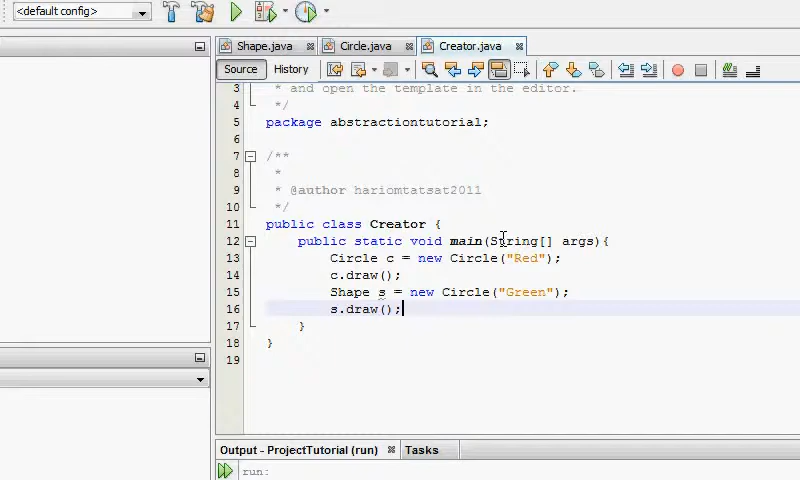 <default config>
Shape.java
Circle.java
Creator.java
Source
History
3 * and open the template in the editor.
4 */
5 package abstractiontutorial;
6
7 /**
8 *
9 * @author hariomtatsat2011
10 */
11 public class Creator {
12 public static void main(String[] args){
13 Circle c = new Circle("Red");
14 c.draw();
15 Shape s = new Circle("Green");
16 s.draw();
17 }
18 }
19
Output - ProjectTutorial (run)
Tasks
run: